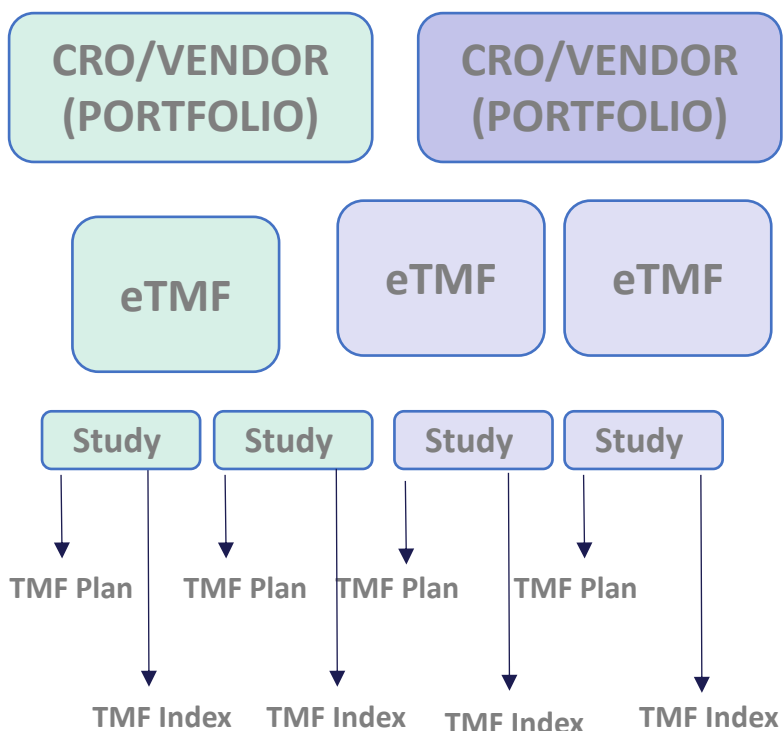 CRO/VENDOR
(PORTFOLIO)
CRO/VENDOR
(PORTFOLIO)
eTMF
eTMF
eTMF
Study
Study
Study
Study
TMF Plan
TMF Plan
TMF Plan
TMF Plan
TMF Index
TMF Index
TMF Index
TMF Index